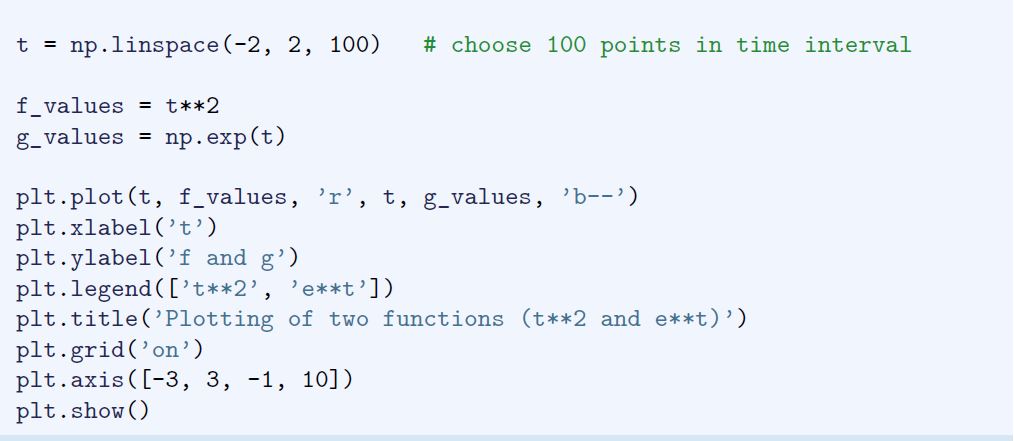 t = np.linspace(-2, 2, 100)   # choose 100 points in time interval
f_values = t**2
g_values = np.exp(t)
plt.plot(t, f_values, ’r’, t, g_values, ’b--’)
plt.xlabel(’t’)
plt.ylabel(’f and g’)
plt.legend([’t**2’, ’e**t’])
plt.title(’Plotting of two functions (t**2 and e**t)’)
plt.grid(’on’)
plt.axis([-3, 3, -1, 10])
plt.show()